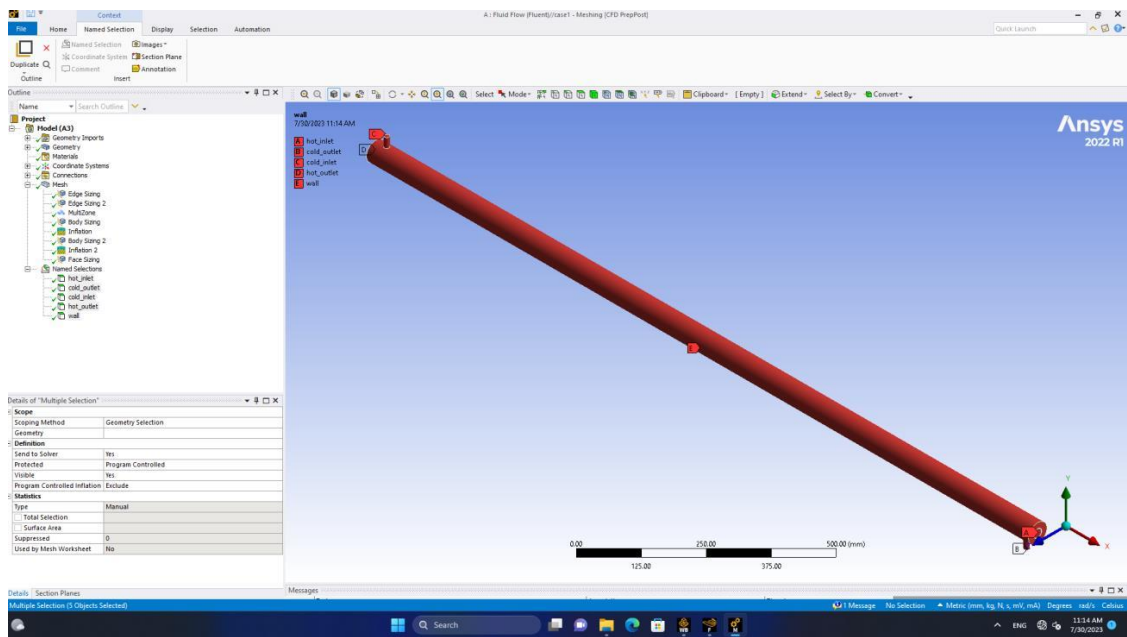 Context
A : Fluid Flow (Fluent)//case1 - Meshing [CFD PrepPost]
File Home Named Selection Display Selection Automation
Quick Launch
Duplicate
Outline
Named Selection
Coordinate System
Comment
Images
Section Plane
Annotation
Insert
Outline
Name Search Outline
Project
Model (A3)
Geometry Imports
Geometry
Materials
Coordinate Systems
Connections
Mesh
Edge Sizing
Edge Sizing 2
MultiZone
Body Sizing
Inflation
Body Sizing 2
Inflation 2
Face Sizing
Named Selections
hot_inlet
cold_outlet
cold_inlet
hot_outlet
wall
Details of "Multiple Selection"
Scope
Scoping Method Geometry Selection
Geometry
Definition
Send to Solver Yes
Protected Program Controlled
Visible Yes
Program Controlled Inflation Exclude
Statistics
Type Manual
Total Selection
Surface Area
Suppressed 0
Used by Mesh Worksheet No
Details Section Planes
Select Mode Clipboard [Empty] Extend Select By Convert
wall
7/30/2023 11:14 AM
A hot_inlet
B cold_outlet
C cold_inlet
D hot_outlet
E wall
C
D
E
A
B
Ansys
2022 R1
Y
X
0.00 250.00 500.00 (mm)
125.00 375.00
Messages
Multiple Selection (5 Objects Selected) 1 Message No Selection Metric (mm, kg, N, s, mV, mA) Degrees rad/s Celsius
Search
ENG
11:14 AM
7/30/2023